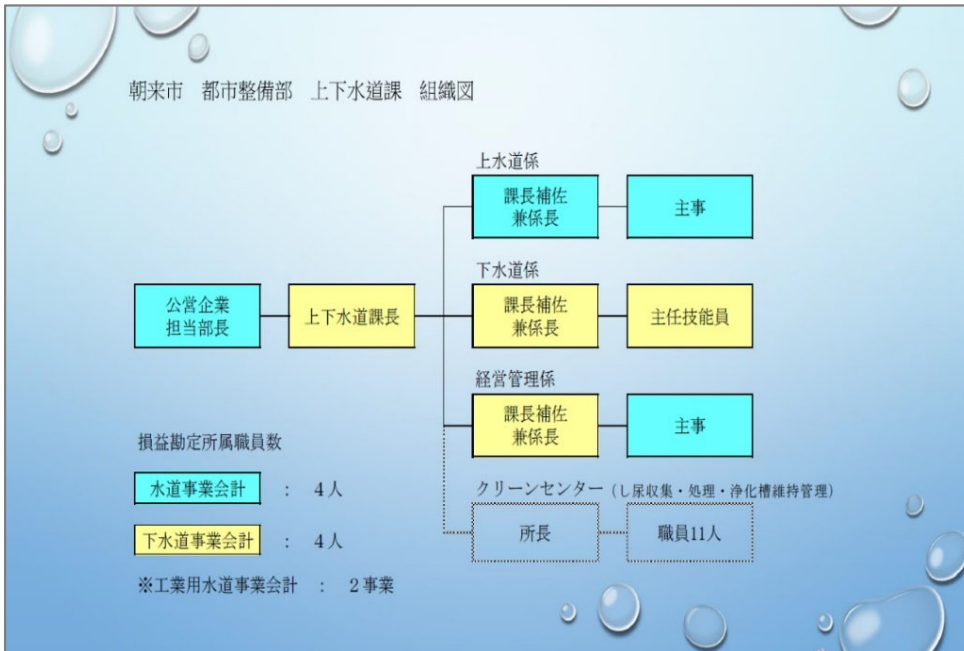 朝来市 都市整備部 上下水道課 組織図
上水道係
課長補佐
兼係長
主事
下水道係
公営企業
担当部長
上下水道課長
課長補佐
兼係長
主任技能員
経営管理係
課長補佐
兼係長
主事
損益勘定所属職員数
水道事業会計 : 4人
下水道事業会計 : 4人
※工業用水道事業会計 : 2事業
クリーンセンター(し尿収集・処理・浄化槽維持管理)
所長
職員11人